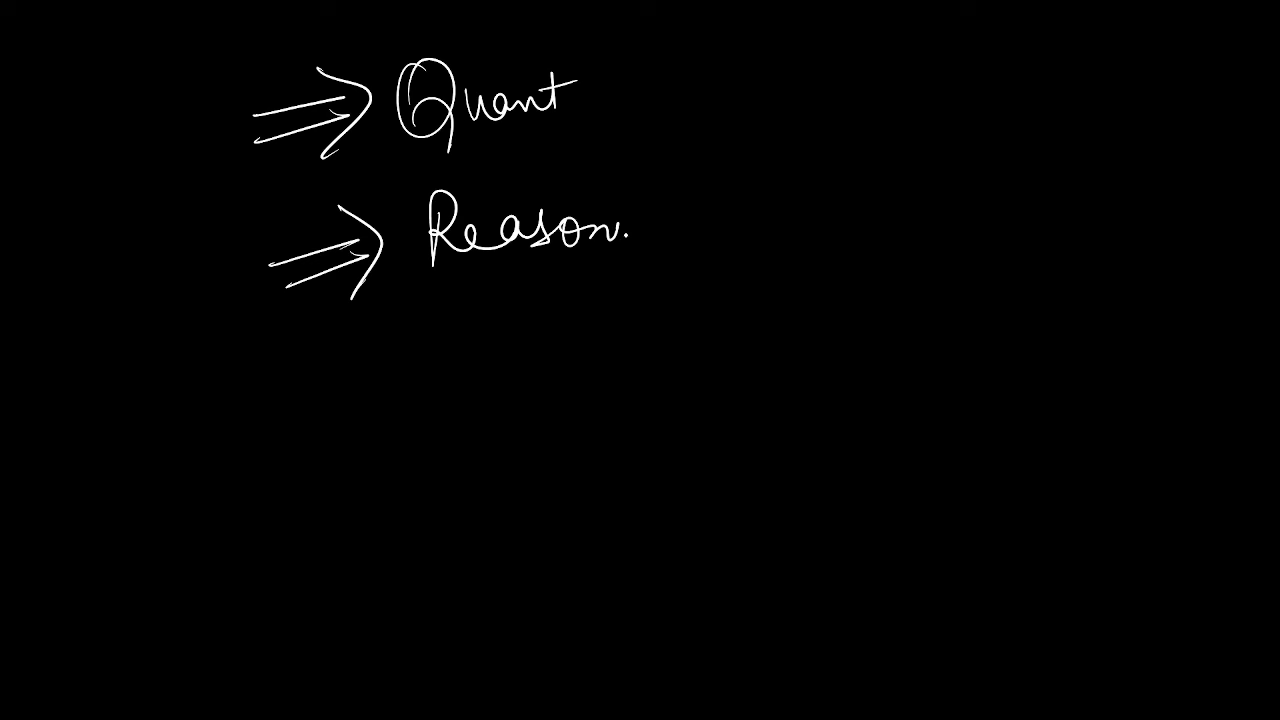 ⇒ Quant
⇒ Reason.